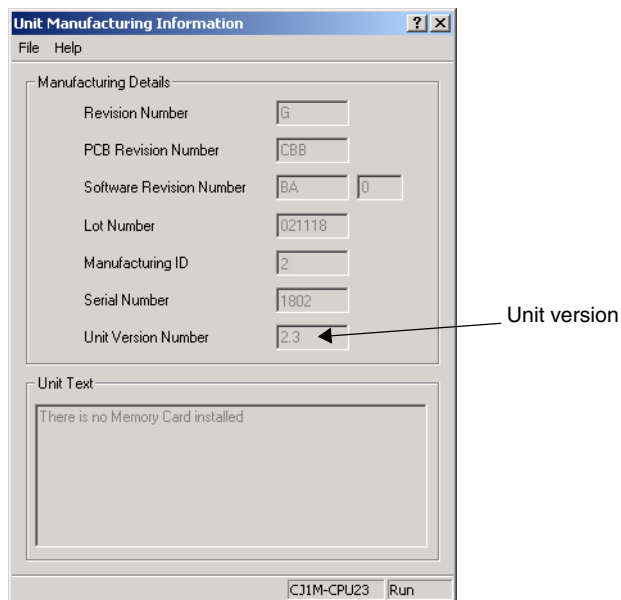 Unit Manufacturing Information
File Help
Manufacturing Details
Revision Number G
PCB Revision Number CBB
Software Revision Number BA 0
Lot Number 021118
Manufacturing ID 2
Serial Number 1802
Unit Version Number 2.3
Unit version
Unit Text
There is no Memory Card installed
CJ1M-CPU23 Run